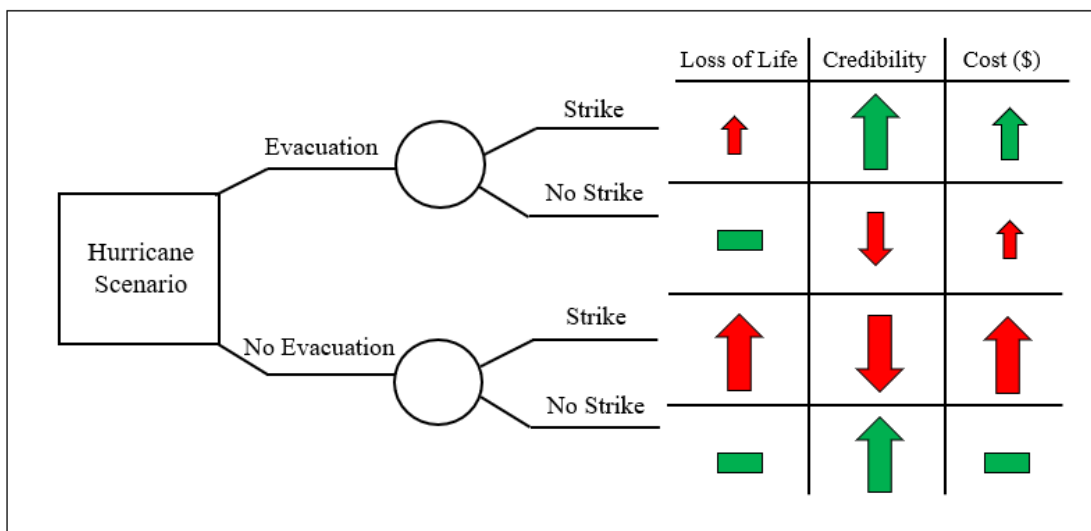 Loss of Life Credibility Cost ($)
Strike
Evacuation
No Strike
Hurricane
Scenario
Strike
No Evacuation
No Strike